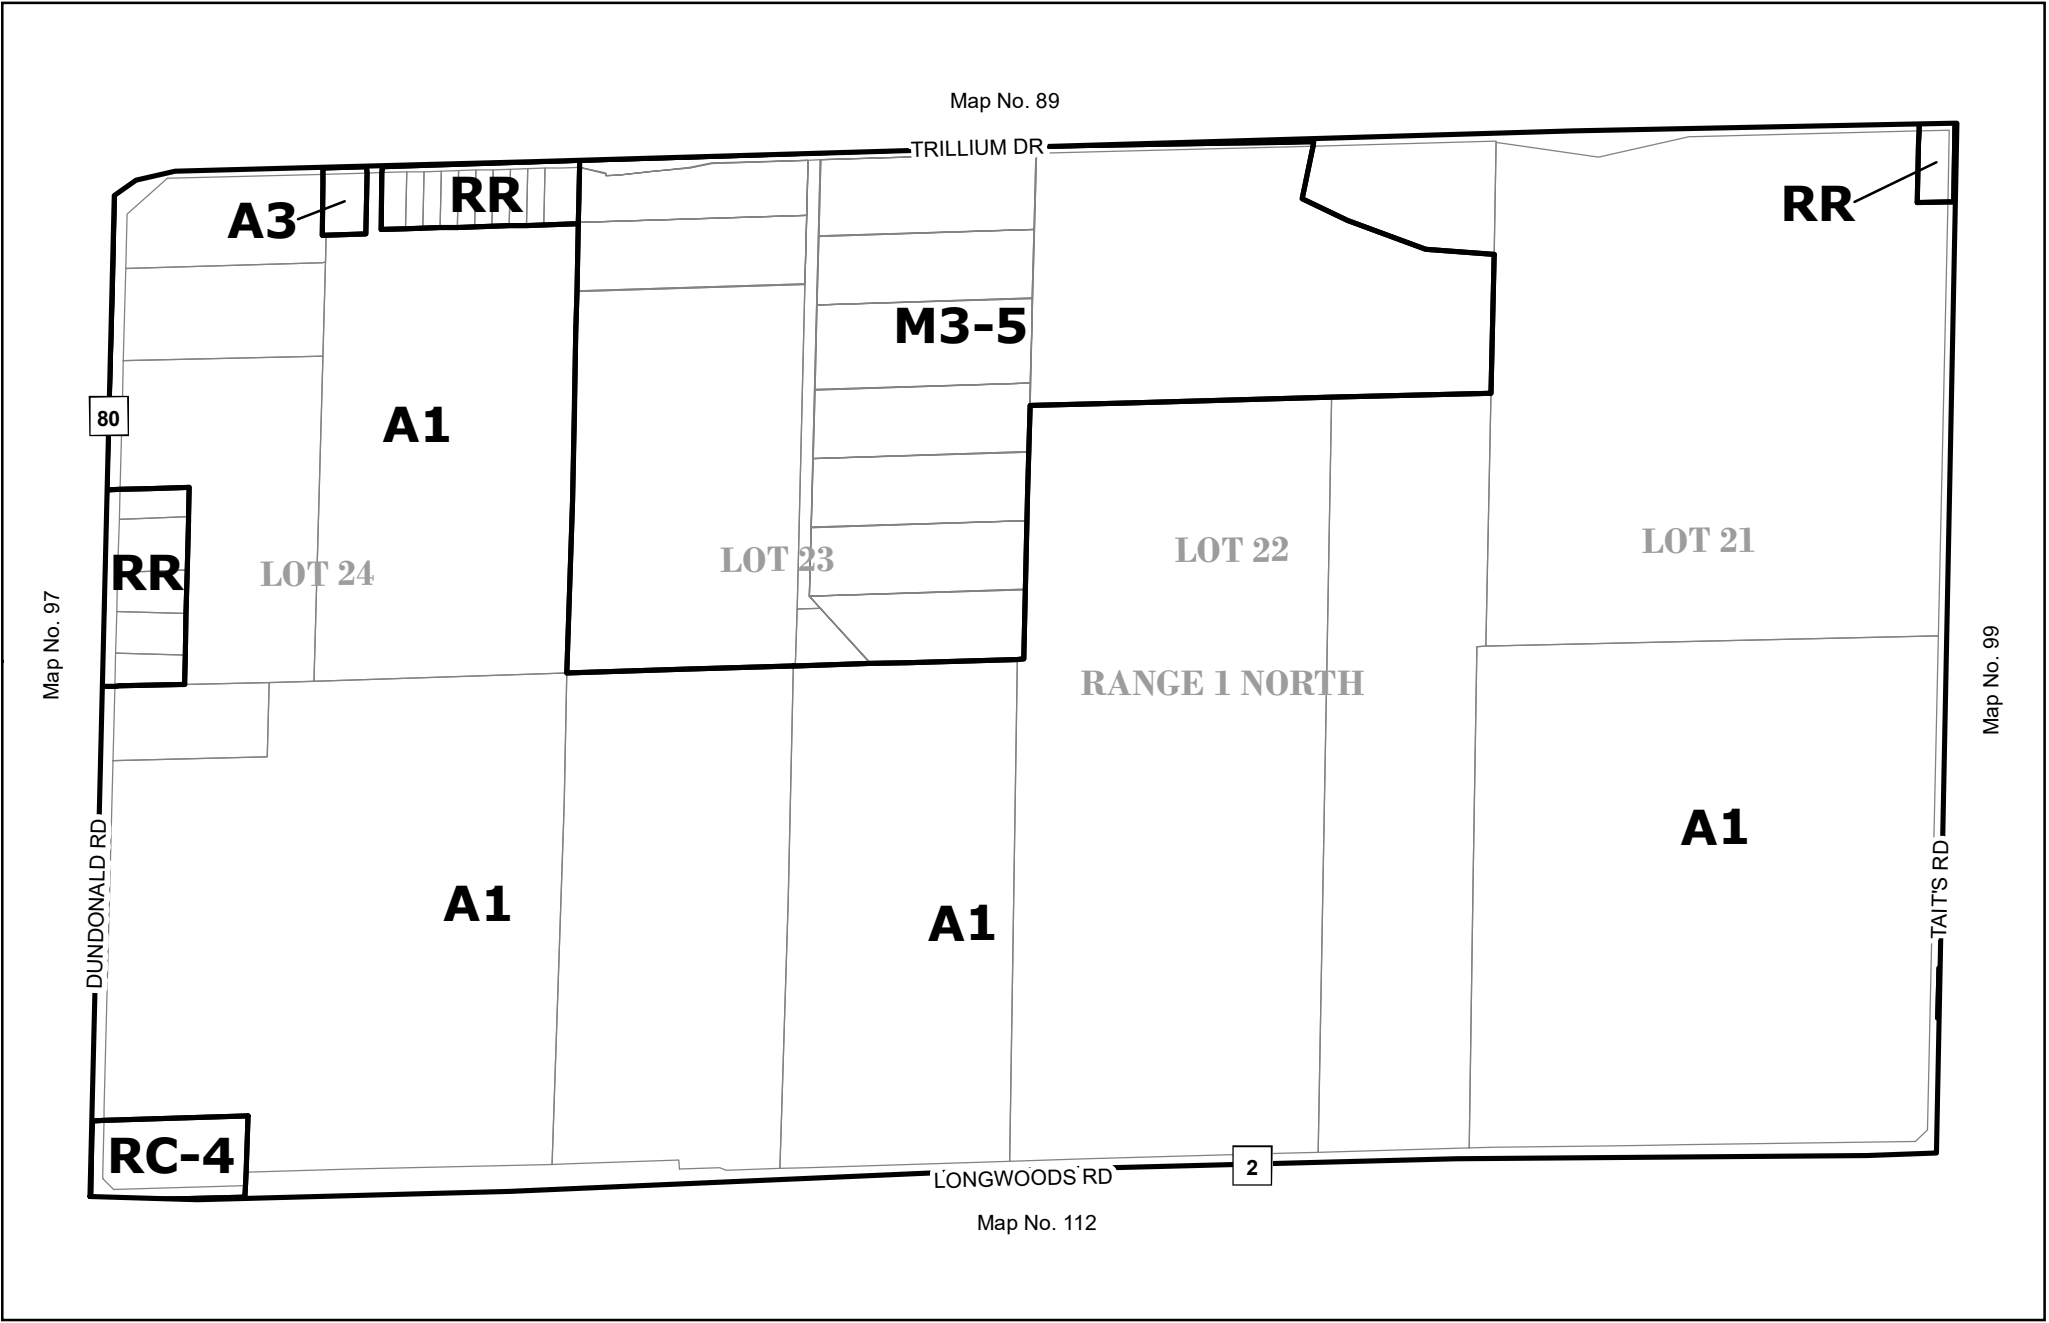 Map No. 89
TRILLIUM DR
RR
A3
RR
M3-5
80
A1
LOT 21
LOT 22
LOT 23
LOT 24
RR
Map No. 97
Map No. 99
RANGE 1 NORTH
A1
DUNDONALD RD
TAIT'S RD
A1
A1
RC-4
2
LONGWOODS RD
Map No. 112